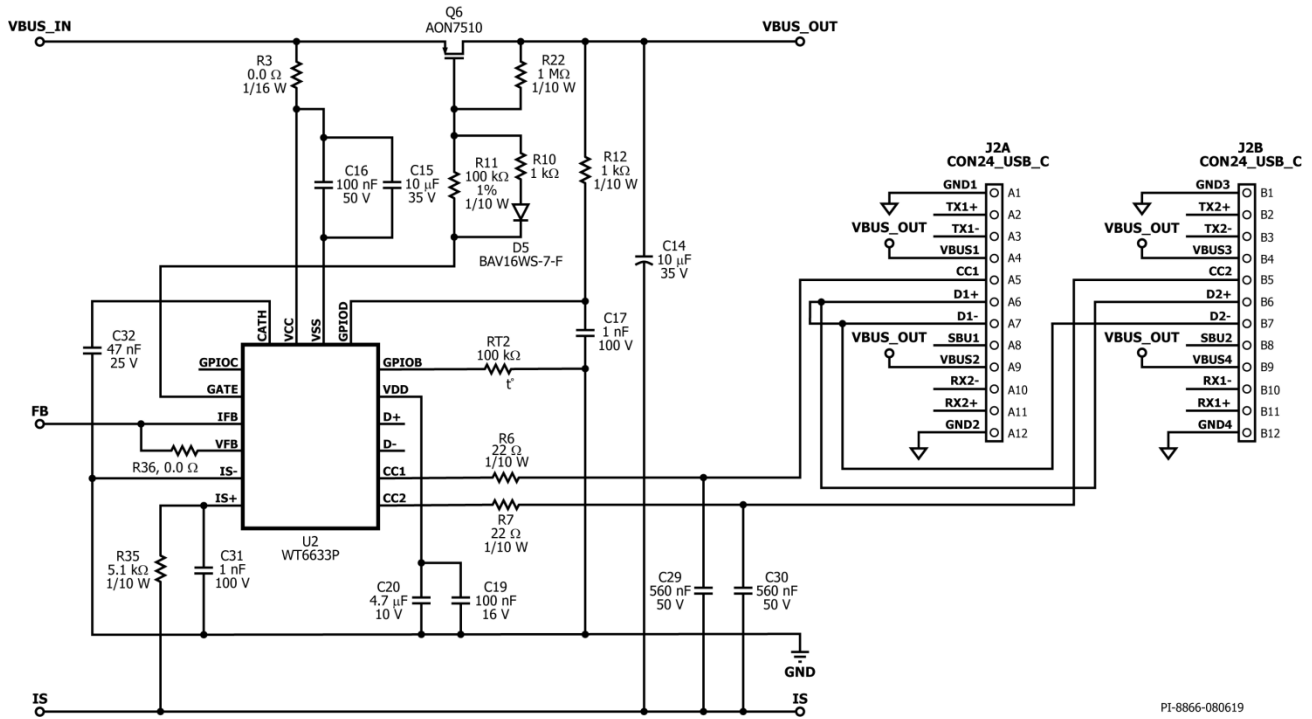 VBUS_IN
Q6
AON7510
VBUS_OUT
R3
0.0 Ω
1/16 W
R22
1 MΩ
1/10 W
C16
100 nF
50 V
C15
10 µF
35 V
R11
100 kΩ
1%
1/10 W
R10
1 kΩ
R12
1 kΩ
1/10 W
D5
BAV16WS-7-F
C14
10 µF
35 V
C32
47 nF
25 V
CATH
VCC
VSS
GPIOD
C17
1 nF
100 V
RT2
100 kΩ
t°
GPIOC
GATE
IFB
VFB
IS-
IS+
GPIOB
VDD
D+
D-
CC1
CC2
FB
R36, 0.0 Ω
U2
WT6633P
R6
22 Ω
1/10 W
R7
22 Ω
1/10 W
R35
5.1 kΩ
1/10 W
C31
1 nF
100 V
C20
4.7 µF
10 V
C19
100 nF
16 V
C29
560 nF
50 V
C30
560 nF
50 V
GND
IS
IS
J2A
CON24_USB_C
GND1 A1
TX1+ A2
TX1- A3
VBUS_OUT
VBUS1 A4
CC1 A5
D1+ A6
D1- A7
VBUS_OUT
SBU1 A8
VBUS2 A9
RX2- A10
RX2+ A11
GND2 A12
J2B
CON24_USB_C
GND3 B1
TX2+ B2
TX2- B3
VBUS_OUT
VBUS3 B4
CC2 B5
D2+ B6
D2- B7
VBUS_OUT
SBU2 B8
VBUS4 B9
RX1- B10
RX1+ B11
GND4 B12
PI-8866-080619